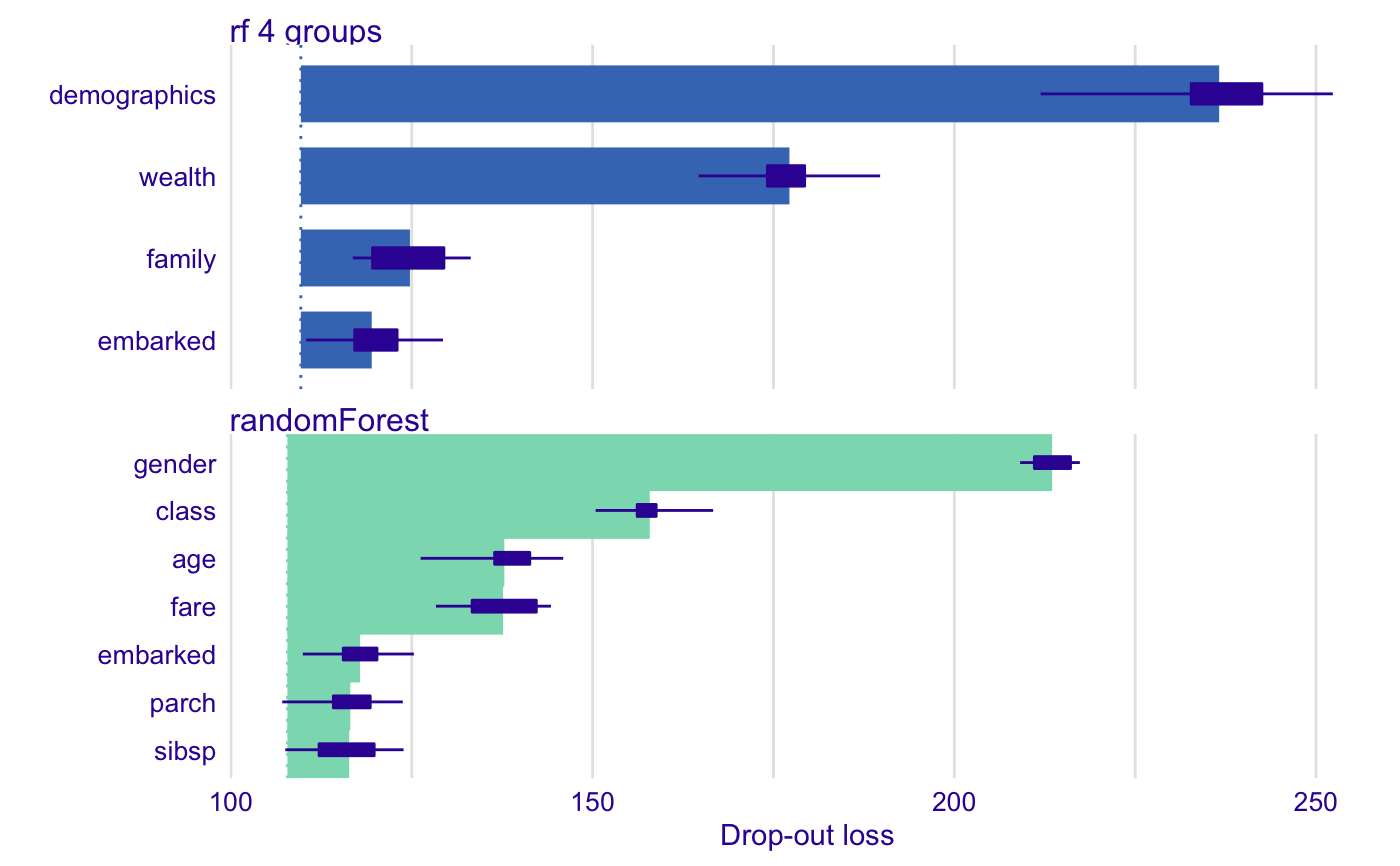 rf 4 groups
demographics
wealth
family
embarked
randomForest
gender
class
age
fare
embarked
parch
sibsp
100 150 200 250
Drop-out loss